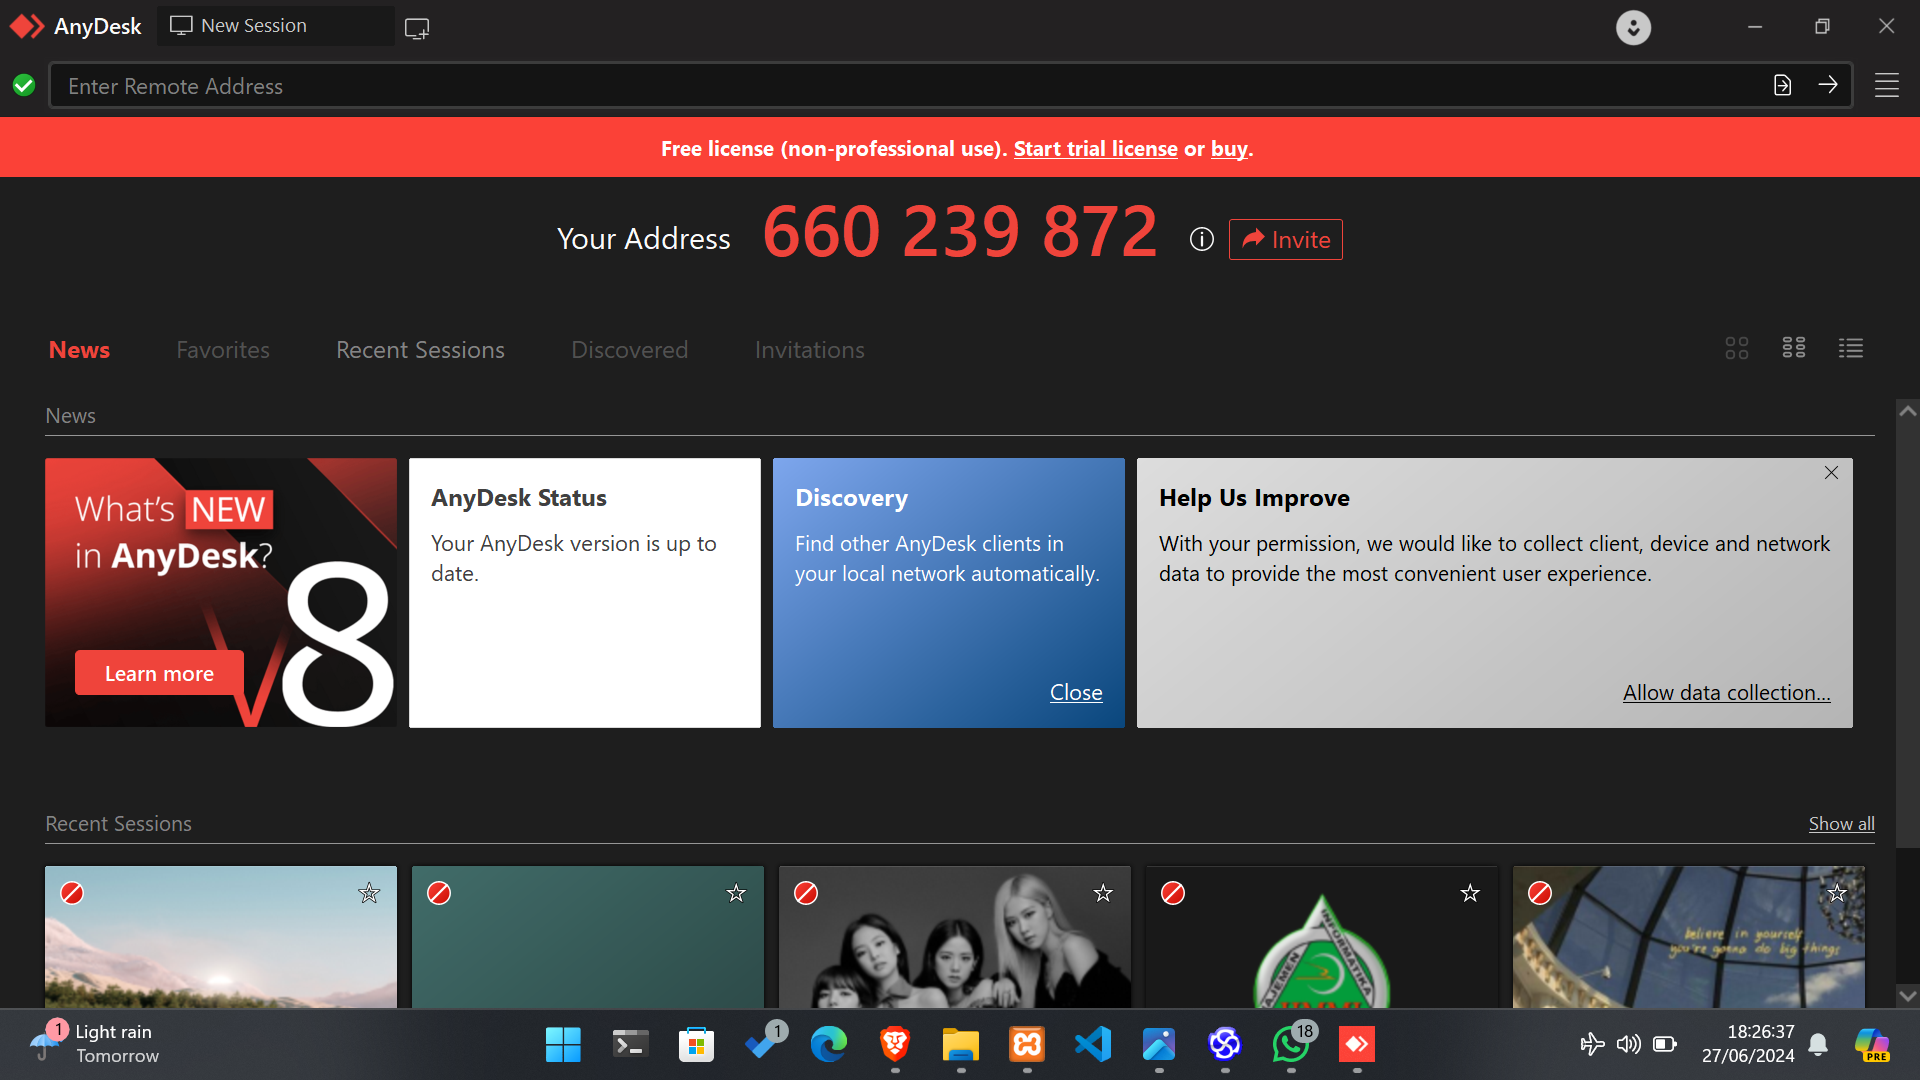 AnyDesk
New Session
Enter Remote Address
Free license (non-professional use). Start trial license or buy.
Your Address 660 239 872 Invite
News Favorites Recent Sessions Discovered Invitations
News
What's NEW
in AnyDesk?
v8
Learn more
AnyDesk Status
Your AnyDesk version is up to
date.
Discovery
Find other AnyDesk clients in
your local network automatically.
Close
Help Us Improve
With your permission, we would like to collect client, device and network
data to provide the most convenient user experience.
Allow data collection...
Recent Sessions Show all
INFORMATIKA
believe in yourself
you're gonna do big things
1
Light rain
Tomorrow
1
18
18:26:37
27/06/2024
PRE